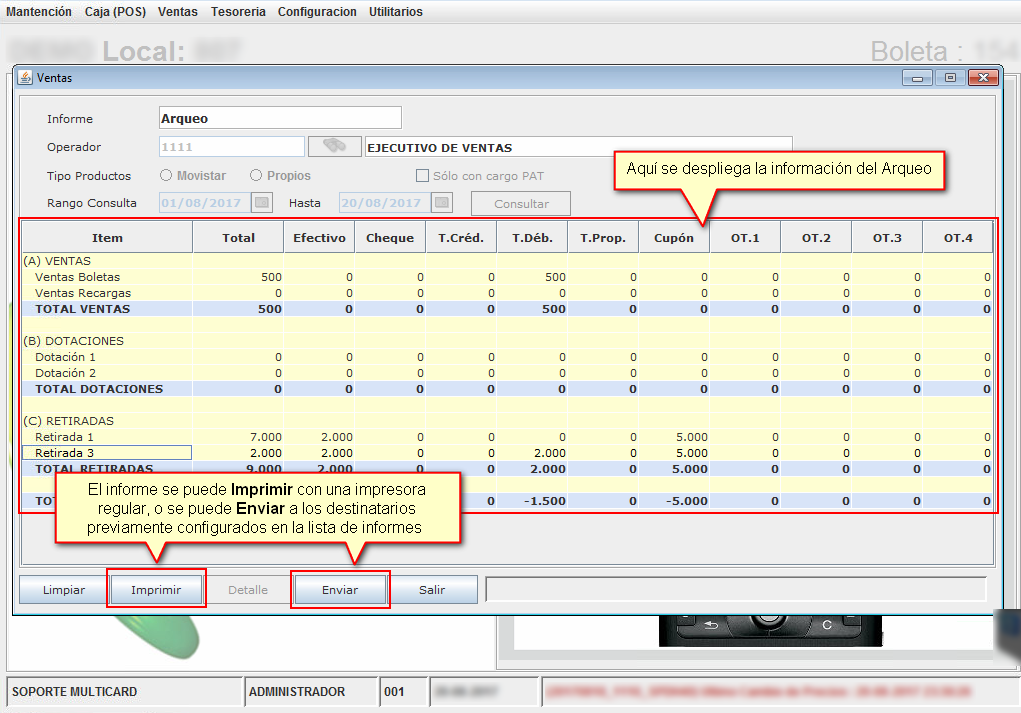 Mantención Caja (POS) Ventas Tesoreria Configuracion Utilitarios
Local:
Boleta :
Ventas
Informe Arqueo
Operador 1111 EJECUTIVO DE VENTAS
Aquí se despliega la información del Arqueo
Tipo Productos Movistar Propios Sólo con cargo PAT
Rango Consulta 01/08/2017 Hasta 20/08/2017 Consultar
Item Total Efectivo Cheque T.Créd. T.Déb. T.Prop. Cupón OT.1 OT.2 OT.3 OT.4
(A) VENTAS
Ventas Boletas 500 0 0 0 500 0 0 0 0 0 0
Ventas Recargas 0 0 0 0 0 0 0 0 0 0 0
TOTAL VENTAS 500 0 0 0 500 0 0 0 0 0 0
(B) DOTACIONES
Dotación 1 0 0 0 0 0 0 0 0 0 0 0
Dotación 2 0 0 0 0 0 0 0 0 0 0 0
TOTAL DOTACIONES 0 0 0 0 0 0 0 0 0 0 0
(C) RETIRADAS
Retirada 1 7.000 2.000 0 0 0 0 5.000 0 0 0 0
Retirada 3 2.000 2.000 0 0 2.000 0 5.000 0 0 0 0
TOTAL RETIRADAS 9.000 2.000 0 0 2.000 0 5.000 0 0 0 0
0 -1.500 0 -5.000 0 0 0 0
El informe se puede Imprimir con una impresora
regular, o se puede Enviar a los destinatarios
previamente configurados en la lista de informes
Limpiar Imprimir Detalle Enviar Salir
C
SOPORTE MULTICARD ADMINISTRADOR 001